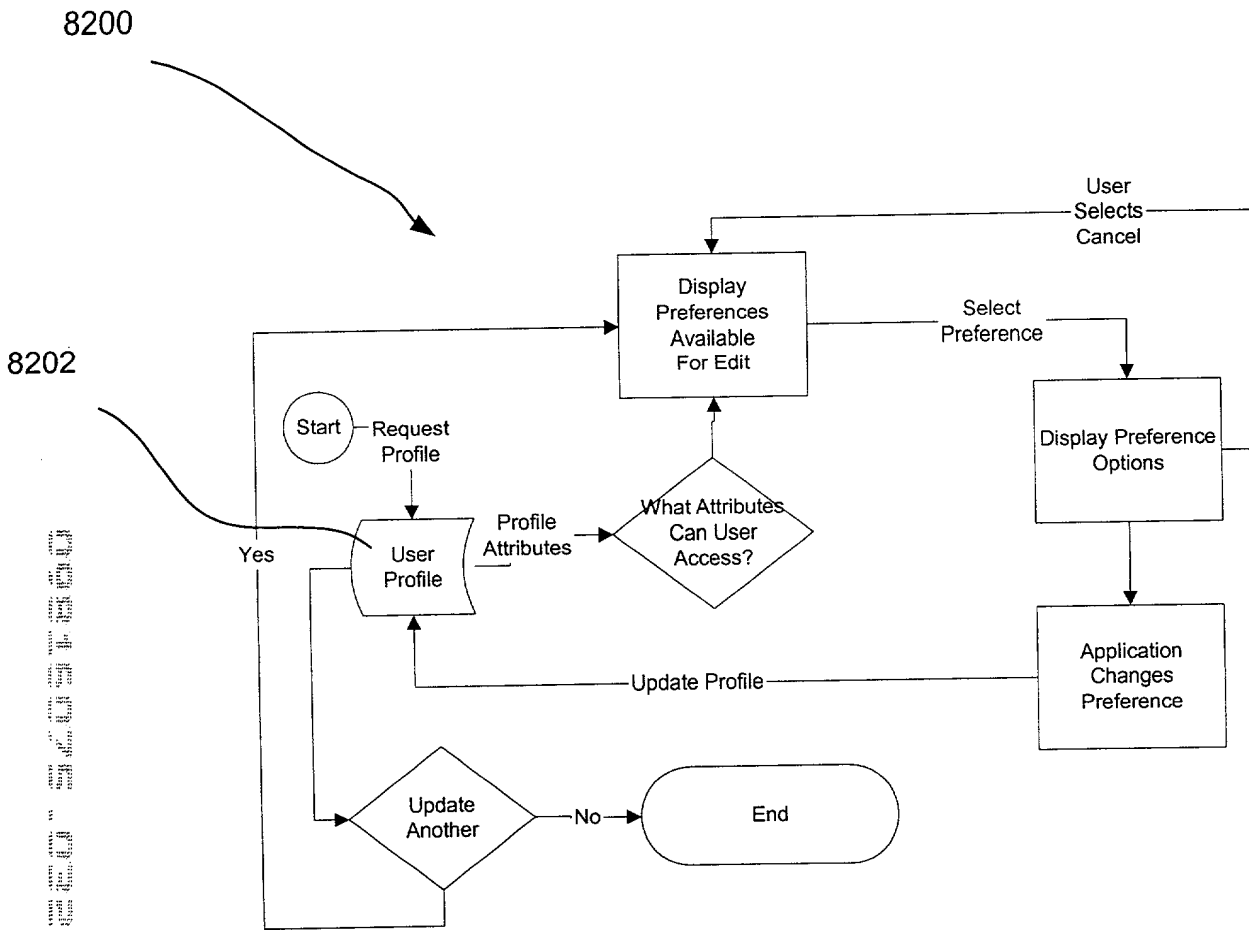 8200
User
Selects
Cancel
Display
Preferences
Available
For Edit
Select
Preference
8202
Start
Request
Profile
Display Preference
Options
What Attributes
Can User
Access?
Profile
Attributes
User
Profile
Yes
Application
Changes
Preference
Update Profile
Update
Another
No
End